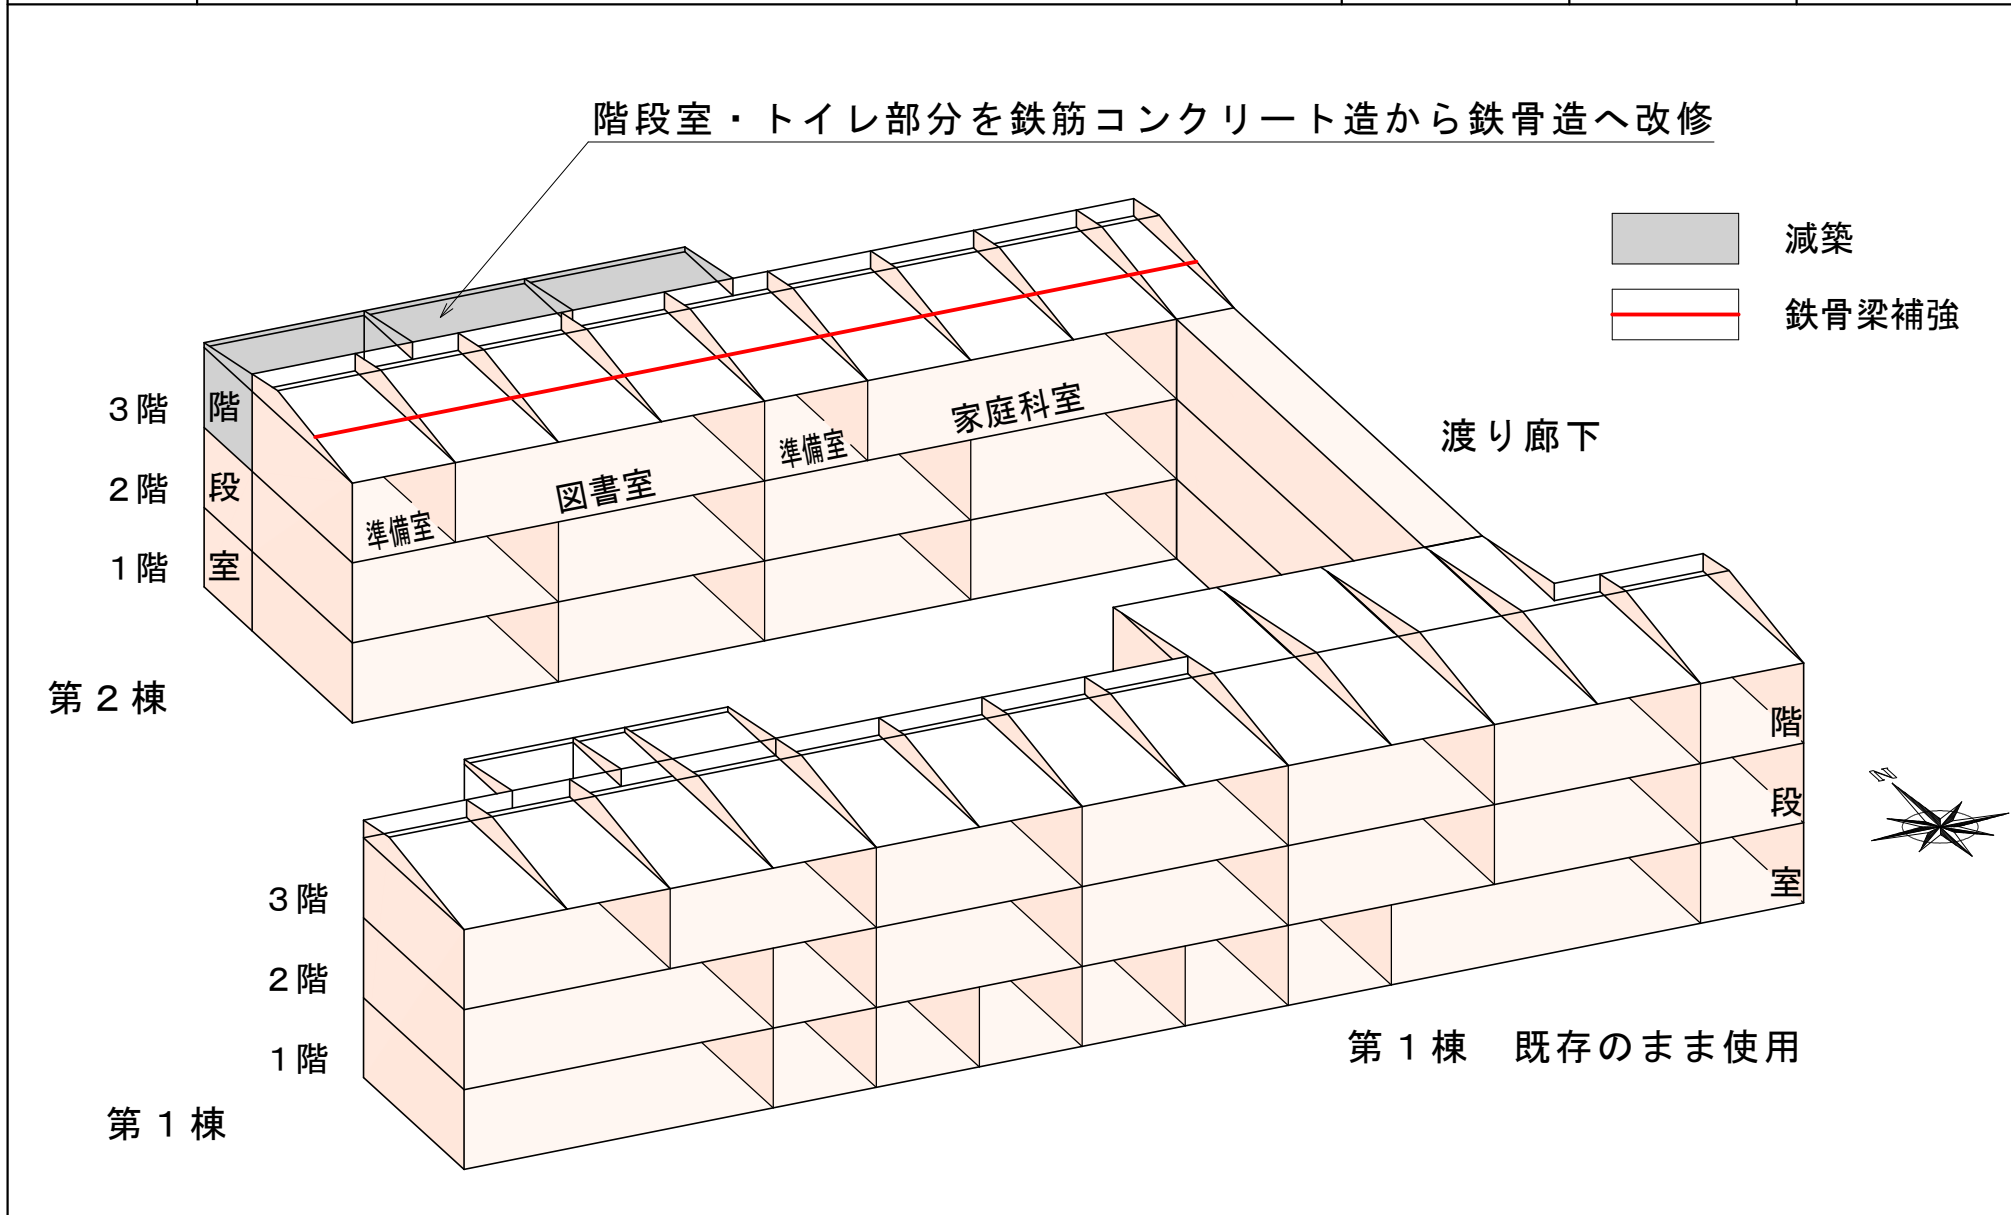 階段室・トイレ部分を鉄筋コンクリート造から鉄骨造へ改修
減築
鉄骨梁補強
3階
階
家庭科室
準備室
渡り廊下
2階
段
図書室
準備室
1階
室
第2棟
階
段
室
N
3階
2階
1階
第1棟 既存のまま使用
第1棟